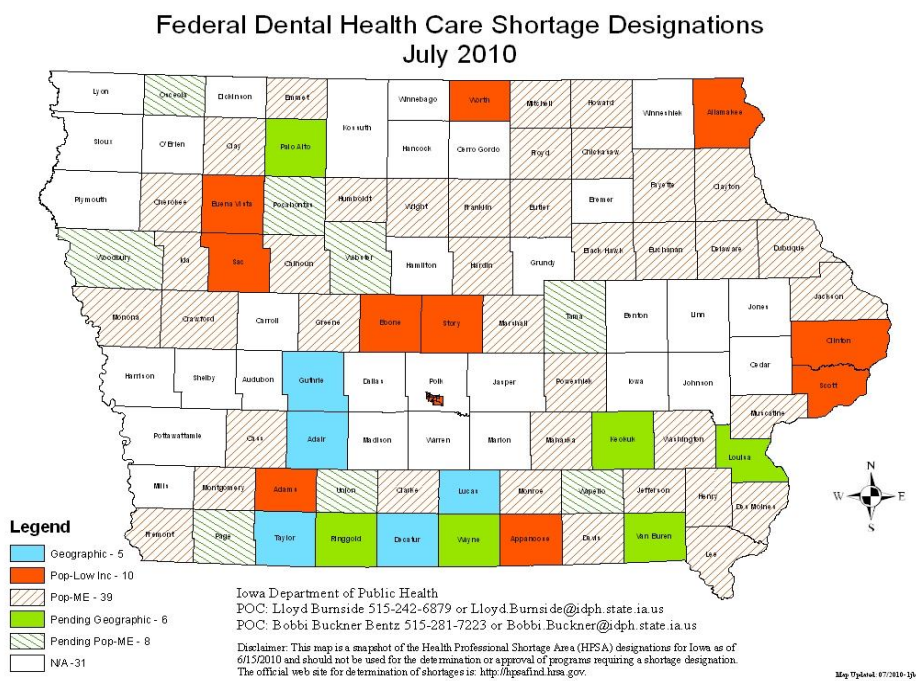 Federal Dental Health Care Shortage Designations
July 2010
Lyon
Osceola
Dickinson
Emmet
Kossuth
Winnebago
Worth
Mitchell
Howard
Winneshiek
Allamakee
Sioux
O'Brien
Clay
Palo Alto
Hancock
Cerro Gordo
Floyd
Chickasaw
Fayette
Clayton
Plymouth
Cherokee
Buena Vista
Pocahontas
Humboldt
Wright
Franklin
Butler
Bremer
Woodbury
Ida
Sac
Calhoun
Webster
Hamilton
Hardin
Grundy
Black Hawk
Buchanan
Delaware
Dubuque
Monona
Crawford
Carroll
Greene
Boone
Story
Marshall
Tama
Benton
Linn
Jones
Jackson
Clinton
Harrison
Shelby
Audubon
Guthrie
Dallas
Polk
Jasper
Poweshiek
Iowa
Johnson
Cedar
Scott
Muscatine
Pottawattamie
Cass
Adair
Madison
Warren
Marion
Mahaska
Keokuk
Washington
Louisa
Mills
Montgomery
Adams
Union
Clarke
Lucas
Monroe
Wapello
Jefferson
Henry
Des Moines
Fremont
Page
Taylor
Ringgold
Decatur
Wayne
Appanoose
Davis
Van Buren
Lee
N
W E
S
Legend
Geographic - 5
Pop-Low Inc - 10
Pop-ME - 39
Pending Geographic - 6
Pending Pop-ME - 8
N/A -31
Iowa Department of Public Health
POC: Lloyd Burnside 515-242-6879 or Lloyd.Burnside@idph.state.ia.us
POC: Bobbi Buckner Bentz 515-281-7223 or Bobbi.Buckner@idph.state.ia.us
Disclaimer: This map is a snapshot of the Health Professional Shortage Area (HPSA) designations for Iowa as of
6/15/2010 and should not be used for the determination or approval of programs requiring a shortage designation.
The official web site for determination of shortages is: http://hpsafind.hrsa.gov.
Map Updated: 07/2010-ljb